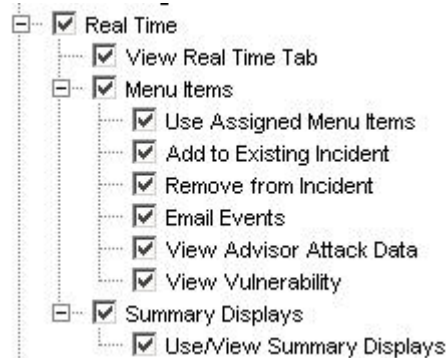 Real Time
View Real Time Tab
Menu Items
Use Assigned Menu Items
Add to Existing Incident
Remove from Incident
Email Events
View Advisor Attack Data
View Vulnerability
Summary Displays
Use/View Summary Displays